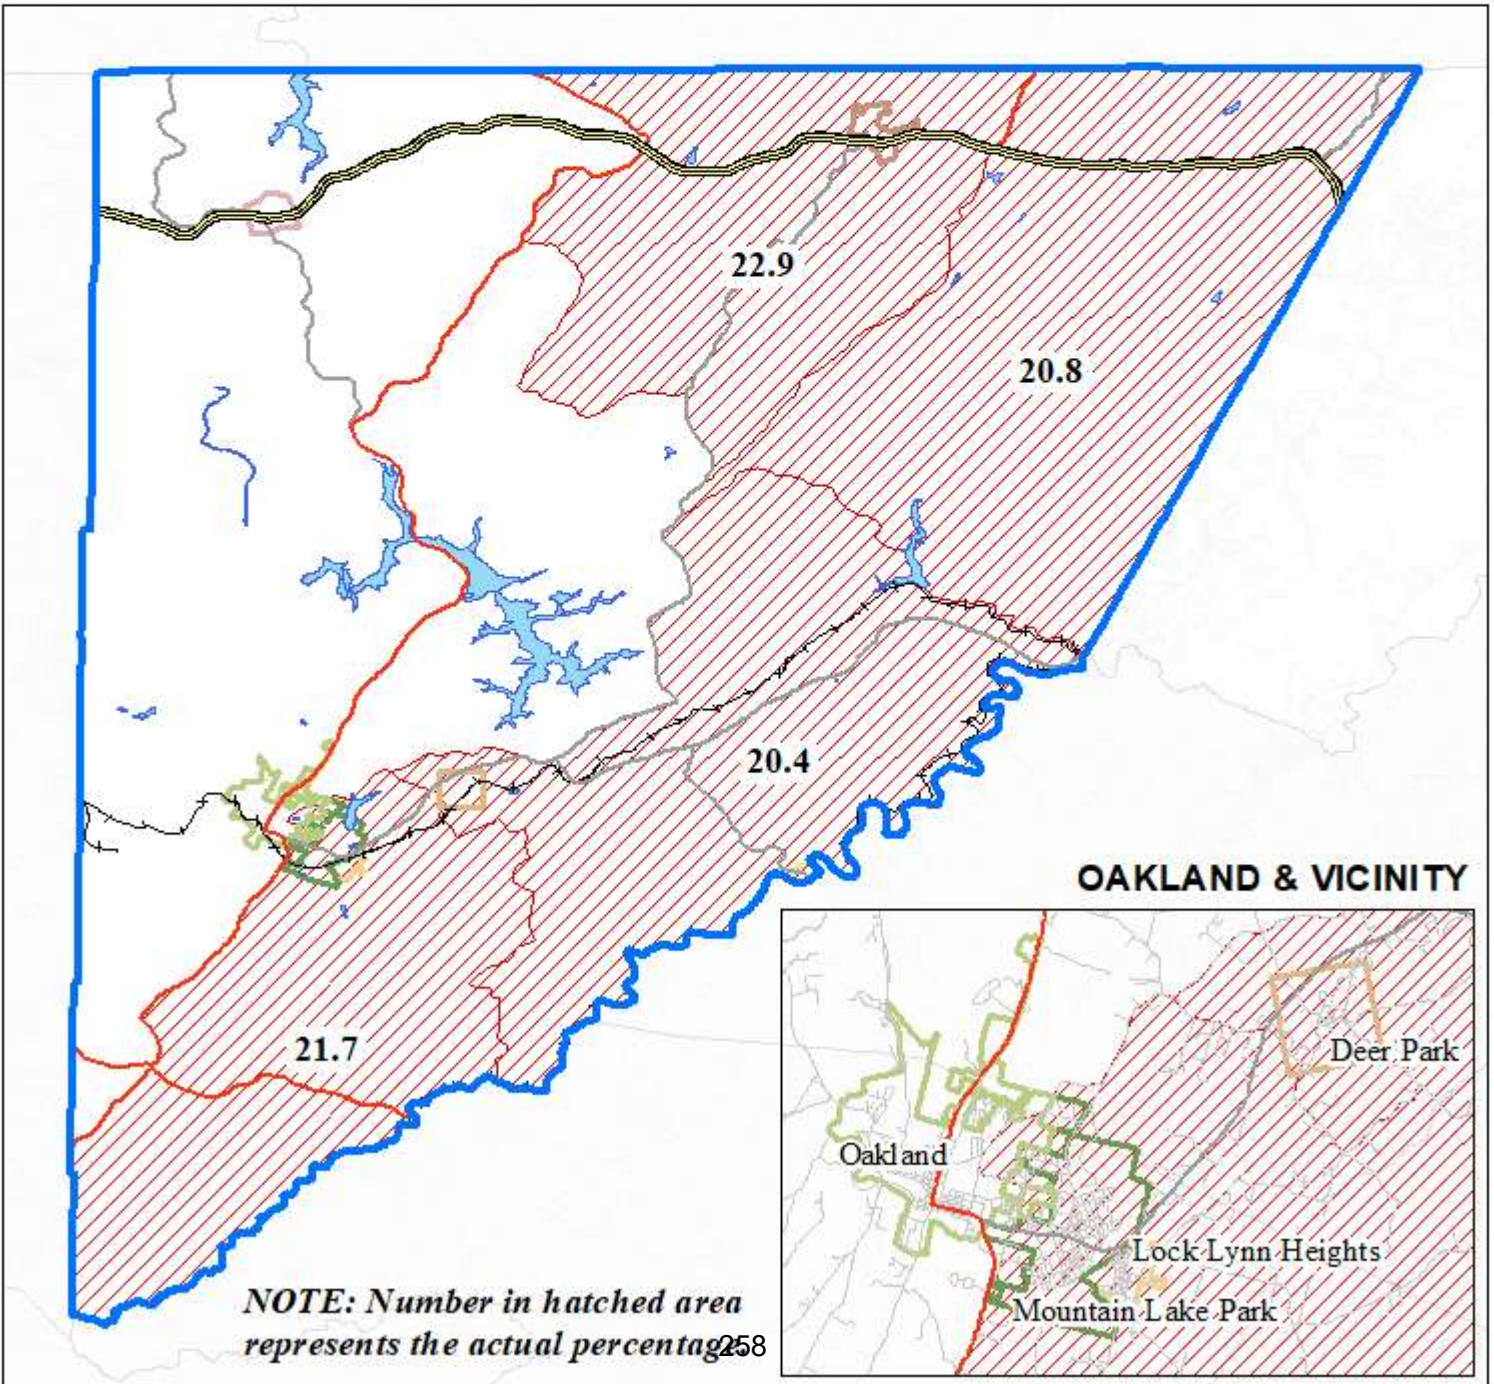 22.9
20.8
20.4
OAKLAND & VICINITY
21.7
Deer Park
Oakland
Lock Lynn Heights
Mountain Lake Park
NOTE: Number in hatched area
represents the actual percentage.
258